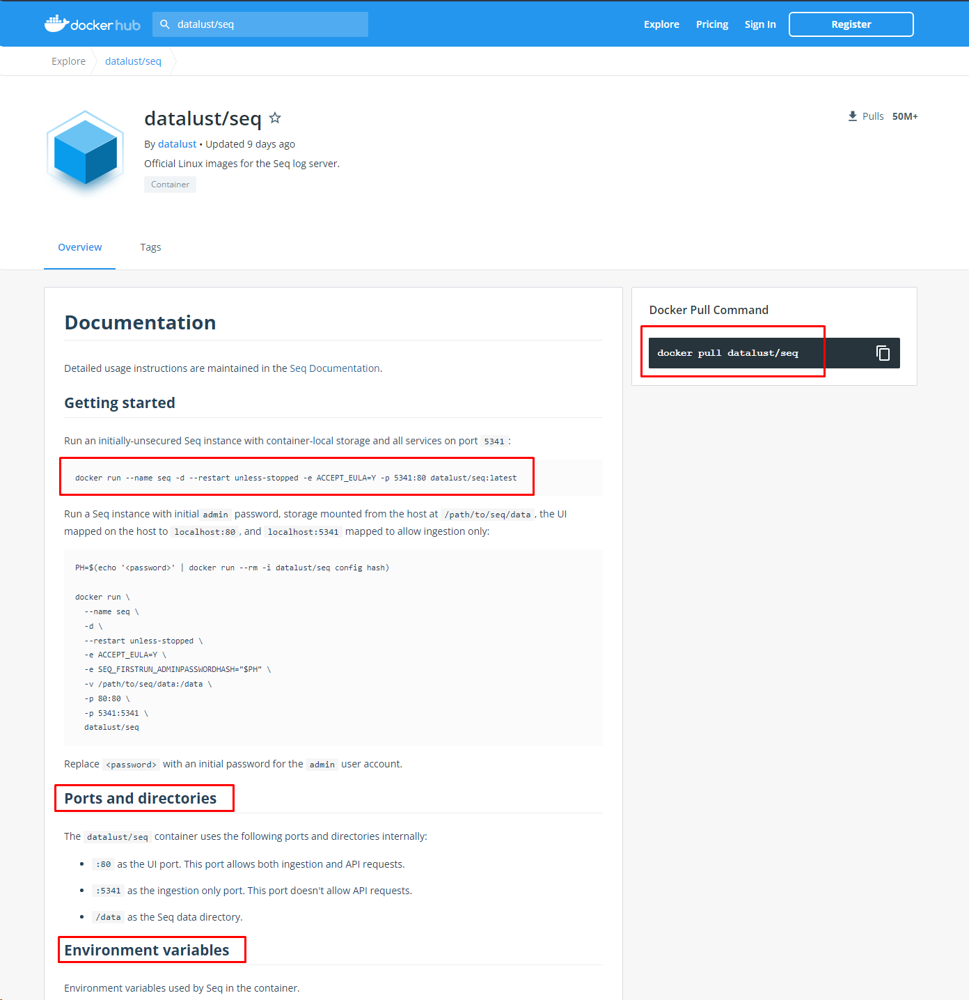 docker hub
datalust/seq
Explore
Pricing
Sign In
Register
Explore
datalust/seq
datalust/seq
Pulls 50M+
By datalust • Updated 9 days ago
Official Linux images for the Seq log server.
Container
Overview
Tags
Documentation
Detailed usage instructions are maintained in the Seq Documentation.
Getting started
Run an initially-unsecured Seq instance with container-local storage and all services on port 5341 :
docker run --name seq -d --restart unless-stopped -e ACCEPT_EULA=Y -p 5341:80 datalust/seq:latest
Run a Seq instance with initial admin password, storage mounted from the host at /path/to/seq/data , the UI
mapped on the host to localhost:80 , and localhost:5341 mapped to allow ingestion only:
PH=$(echo '<password>' | docker run --rm -i datalust/seq config hash)
docker run \
--name seq \
-d \
--restart unless-stopped \
-e ACCEPT_EULA=Y \
-e SEQ_FIRSTRUN_ADMINPASSWORDHASH="$PH" \
-v /path/to/seq/data:/data \
-p 80:80 \
-p 5341:5341 \
datalust/seq
Replace <password> with an initial password for the admin user account.
Ports and directories
The datalust/seq container uses the following ports and directories internally:
• :80 as the UI port. This port allows both ingestion and API requests.
• :5341 as the ingestion only port. This port doesn't allow API requests.
• /data as the Seq data directory.
Environment variables
Environment variables used by Seq in the container.
Docker Pull Command
docker pull datalust/seq